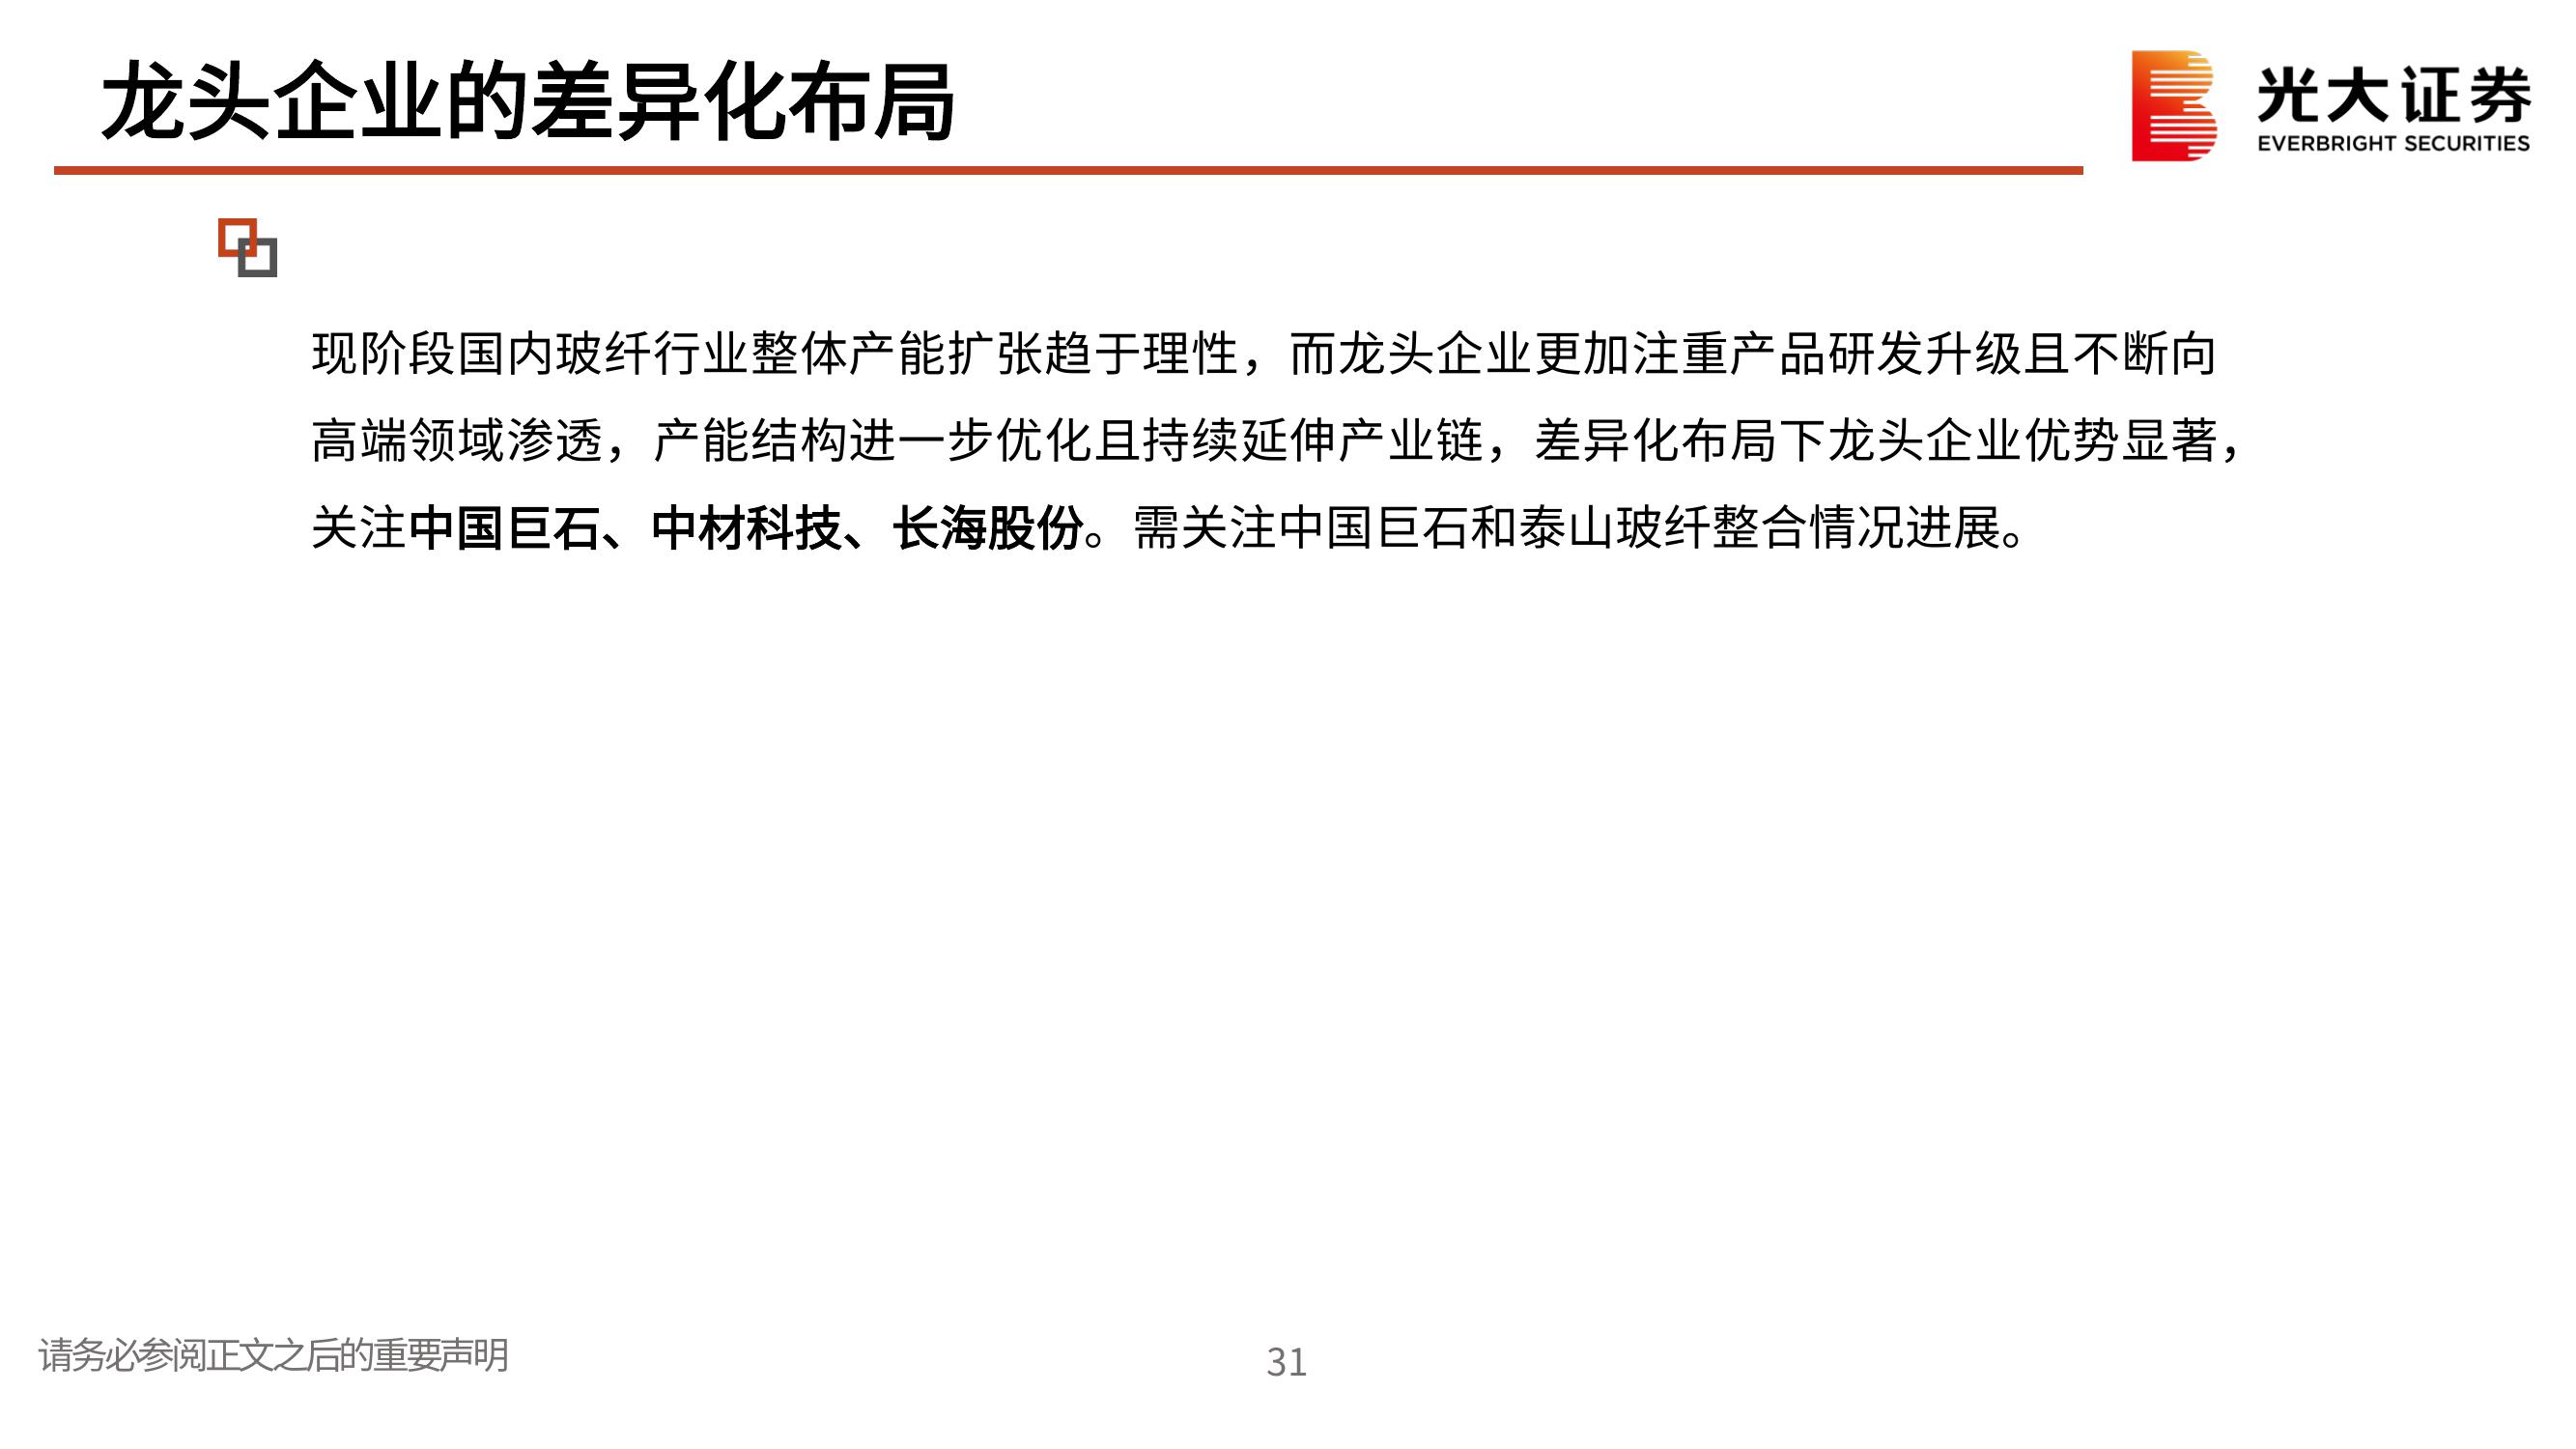 龙头企业的差异化布局
光大证券
EVERBRIGHT SECURITIES
现阶段国内玻纤行业整体产能扩张趋于理性，而龙头企业更加注重产品研发升级且不断向
高端领域渗透，产能结构进一步优化且持续延伸产业链，差异化布局下龙头企业优势显著，
关注中国巨石、中材科技、长海股份。需关注中国巨石和泰山玻纤整合情况进展。
请务必参阅正文之后的重要声明
31